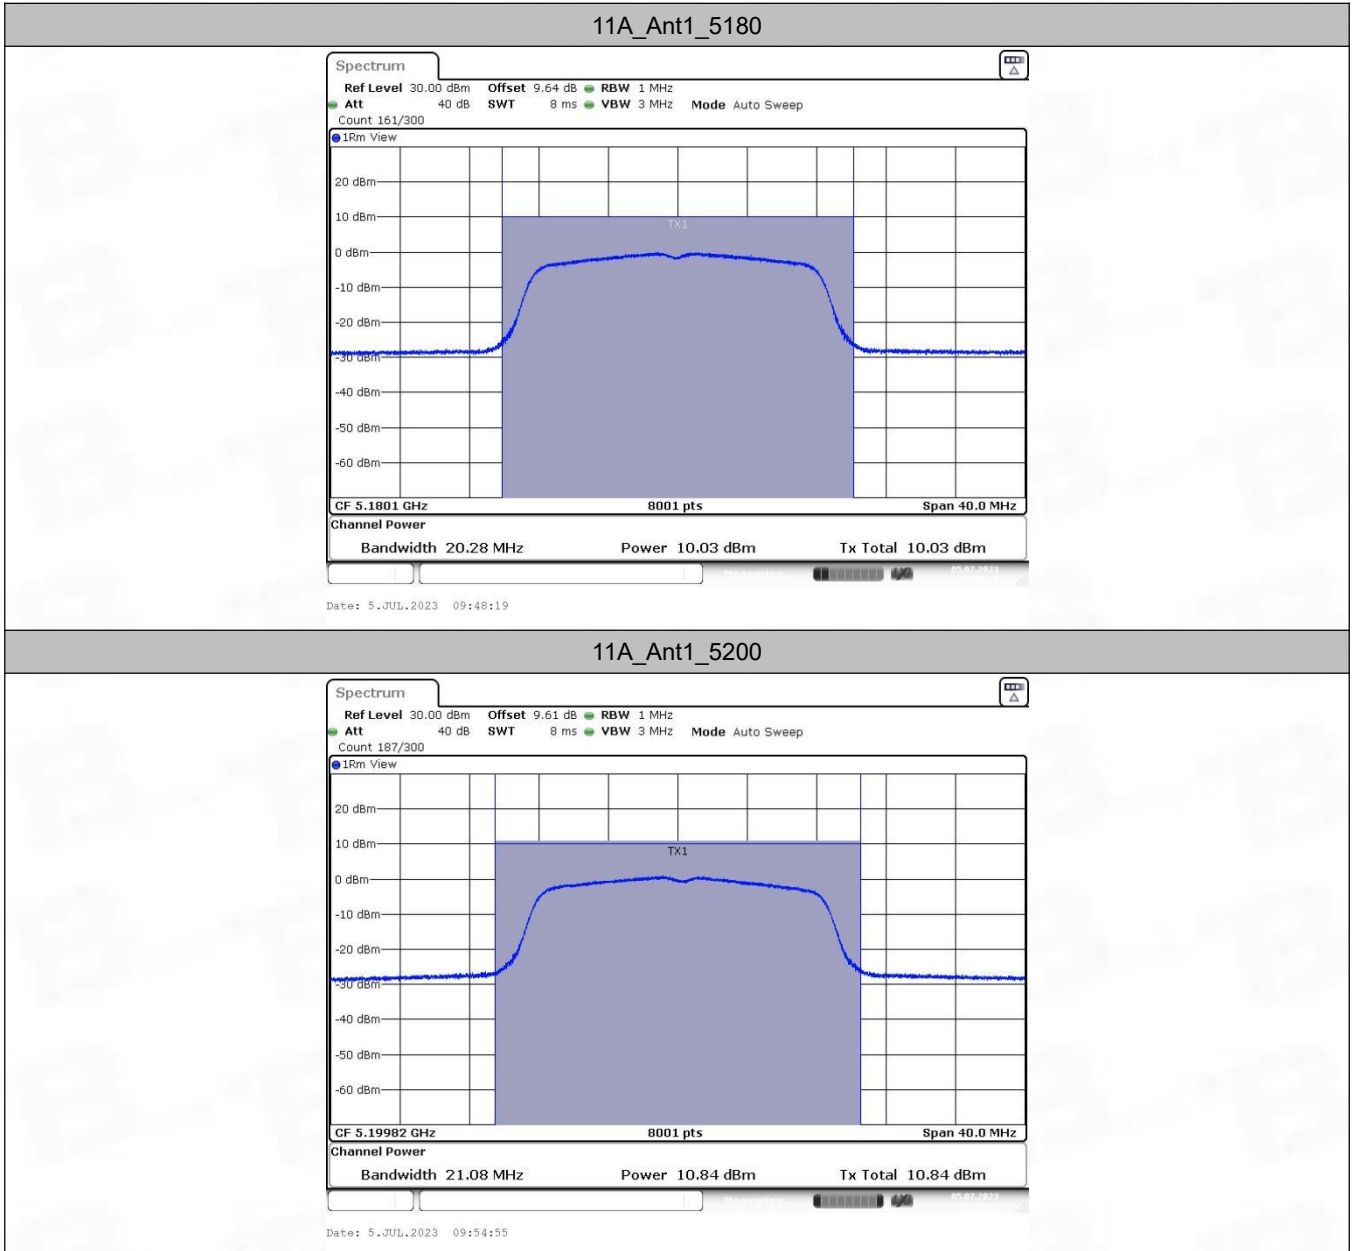 11A_Ant1_5180
Spectrum
Ref Level 30.00 dBm Offset 9.64 dB RBW 1 MHz
Att 40 dB SWT 8 ms VBW 3 MHz Mode Auto Sweep
Count 161/300
1Rm View
20 dBm
10 dBm
TX1
0 dBm
-10 dBm
-20 dBm
-30 dBm
-40 dBm
-50 dBm
-60 dBm
CF 5.1801 GHz 8001 pts Span 40.0 MHz
Channel Power
Bandwidth 20.28 MHz Power 10.03 dBm Tx Total 10.03 dBm
Measuring... 05.07.2023
Date: 5.JUL.2023 09:48:19
11A_Ant1_5200
Spectrum
Ref Level 30.00 dBm Offset 9.61 dB RBW 1 MHz
Att 40 dB SWT 8 ms VBW 3 MHz Mode Auto Sweep
Count 187/300
1Rm View
20 dBm
10 dBm
TX1
0 dBm
-10 dBm
-20 dBm
-30 dBm
-40 dBm
-50 dBm
-60 dBm
CF 5.19982 GHz 8001 pts Span 40.0 MHz
Channel Power
Bandwidth 21.08 MHz Power 10.84 dBm Tx Total 10.84 dBm
Measuring... 05.07.2023
Date: 5.JUL.2023 09:54:55